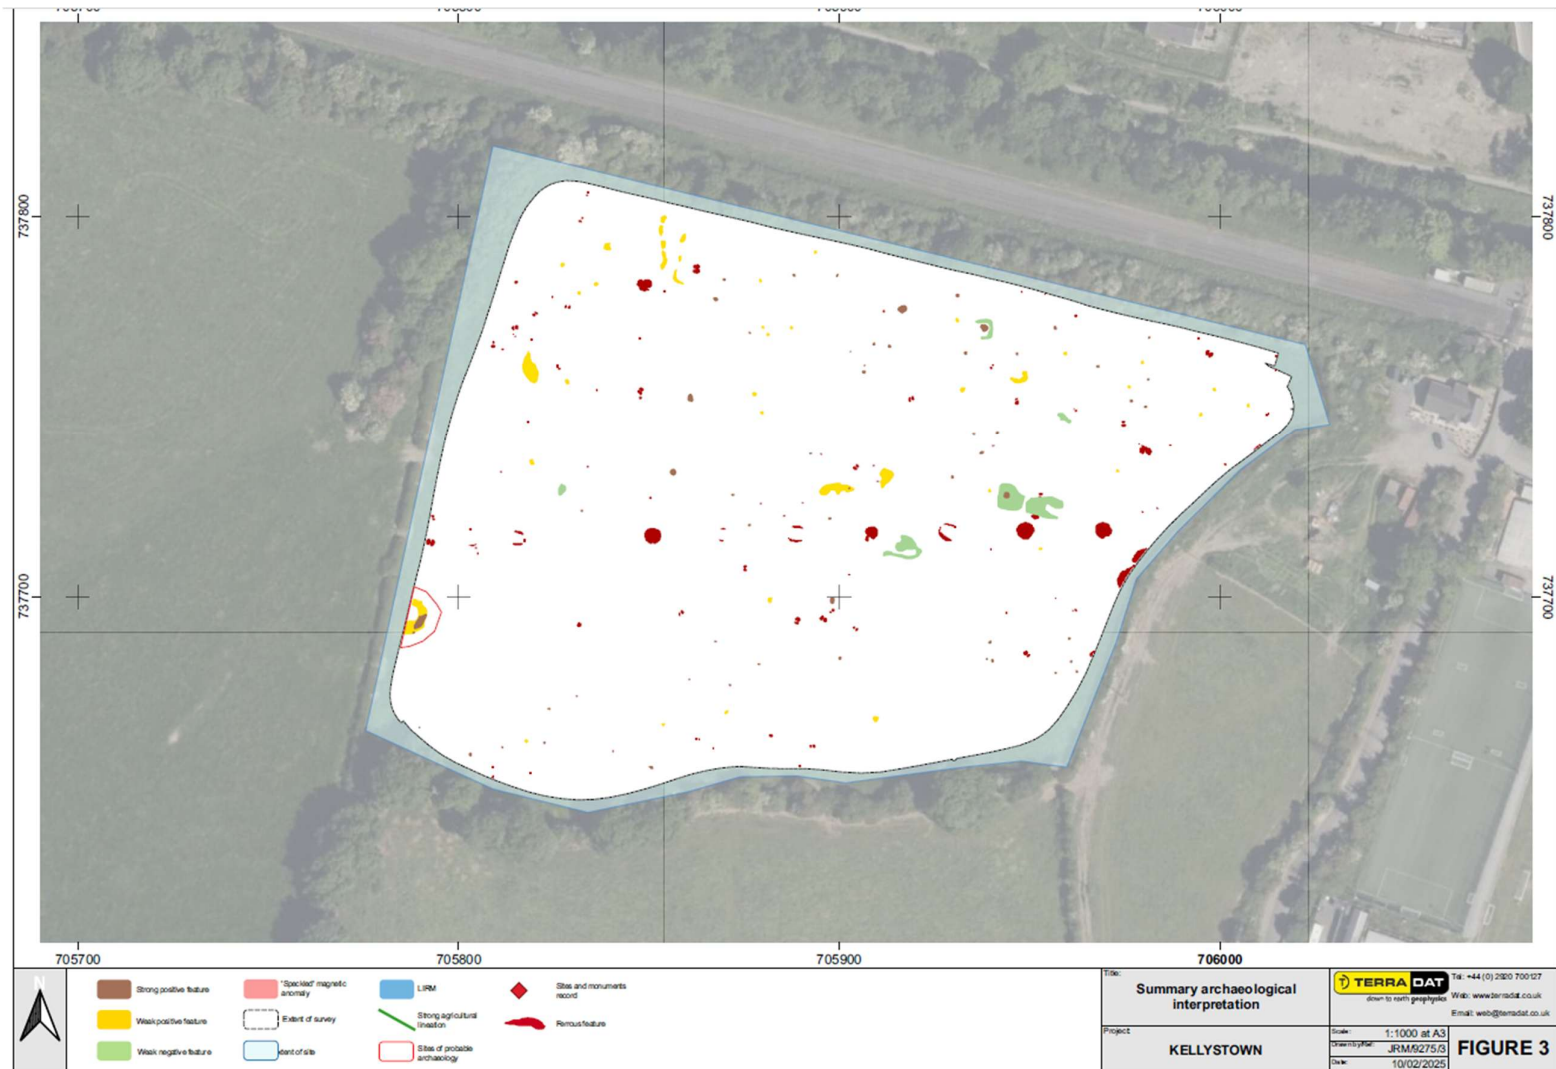 737800
737800
737700
737700
705700
705800
705900
706000
N
Strong positive feature
Weak positive feature
Weak negative feature
'Speckled' magnetic
anomaly
Extent of survey
LIRM
Strong agricultural
lineation
Sites of probable
archaeology
Sites and monuments
record
Ferrous feature
Title:
Summary archaeological
interpretation
Project:
KELLYSTOWN
TERRA DAT
down to earth geophysics
Tel: +44 (0) 2920 700127
Web: www.terradat.co.uk
Email: web@terradat.co.uk
Scale:
1:1000 at A3
Drawn by/Ref:
JRM/9275/3
Date:
10/02/2025
FIGURE 3